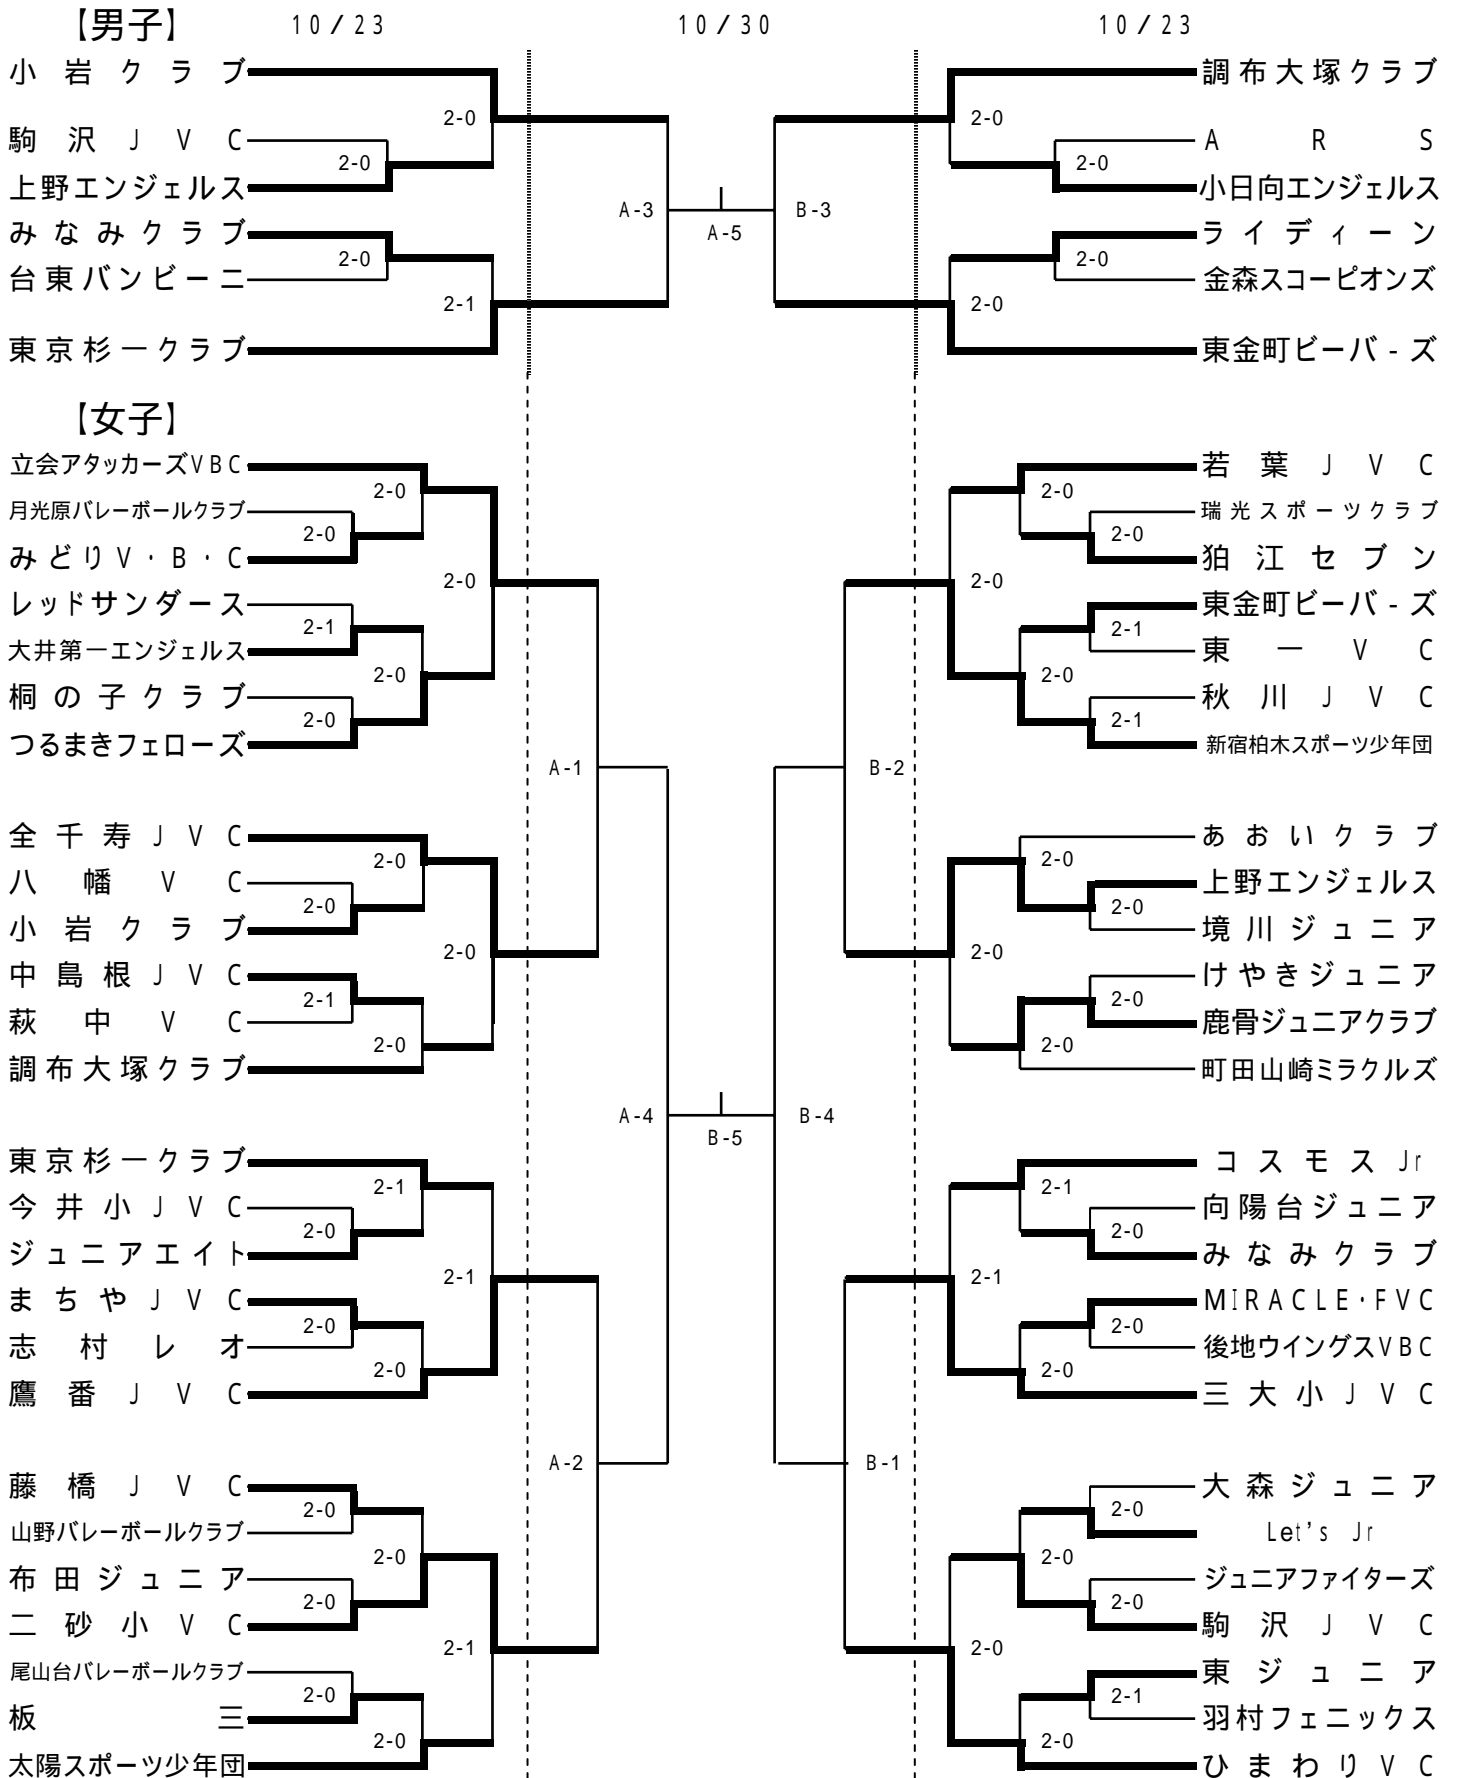 【男子】 10/23 10/30 10/23
小岩クラブ 調布大塚クラブ
2-0 2-0
駒沢JVC ARS
2-0 2-0
上野エンジェルス 小日向エンジェルス
A-3 B-3
みなみクラブ ライディーン
A-5
2-0 2-0
台東バンビーニ 金森スコーピオンズ
2-1 2-0
東京杉一クラブ 東金町ビーバ-ズ
【女子】
立会アタッカーズVBC 若葉JVC
2-0 2-0
月光原バレーボールクラブ 瑞光スポーツクラブ
2-0 2-0
みどりV・B・C 狛江セブン
2-0 2-0
レッドサンダース 東金町ビーバ-ズ
2-1 2-1
大井第一エンジェルス 東一VC
2-0 2-0
桐の子クラブ 秋川JVC
2-0 2-1
つるまきフェローズ 新宿柏木スポーツ少年団
A-1 B-2
全千寿JVC あおいクラブ
2-0 2-0
八幡VC 上野エンジェルス
2-0 2-0
小岩クラブ 境川ジュニア
2-0 2-0
中島根JVC けやきジュニア
2-1 2-0
萩中VC 鹿骨ジュニアクラブ
2-0 2-0
調布大塚クラブ 町田山崎ミラクルズ
A-4 B-4
B-5
東京杉一クラブ コスモスJr
2-1 2-1
今井小JVC 向陽台ジュニア
2-0 2-0
ジュニアエイト みなみクラブ
2-1 2-1
まちやJVC MIRACLE・FVC
2-0 2-0
志村レオ 後地ウイングスVBC
2-0 2-0
鷹番JVC 三大小JVC
A-2 B-1
藤橋JVC 大森ジュニア
2-0 2-0
山野バレーボールクラブ Let's Jr
2-0 2-0
布田ジュニア ジュニアファイターズ
2-0 2-0
二砂小VC 駒沢JVC
2-1 2-0
尾山台バレーボールクラブ 東ジュニア
2-0 2-1
板三 羽村フェニックス
2-0 2-0
太陽スポーツ少年団 ひまわりVC